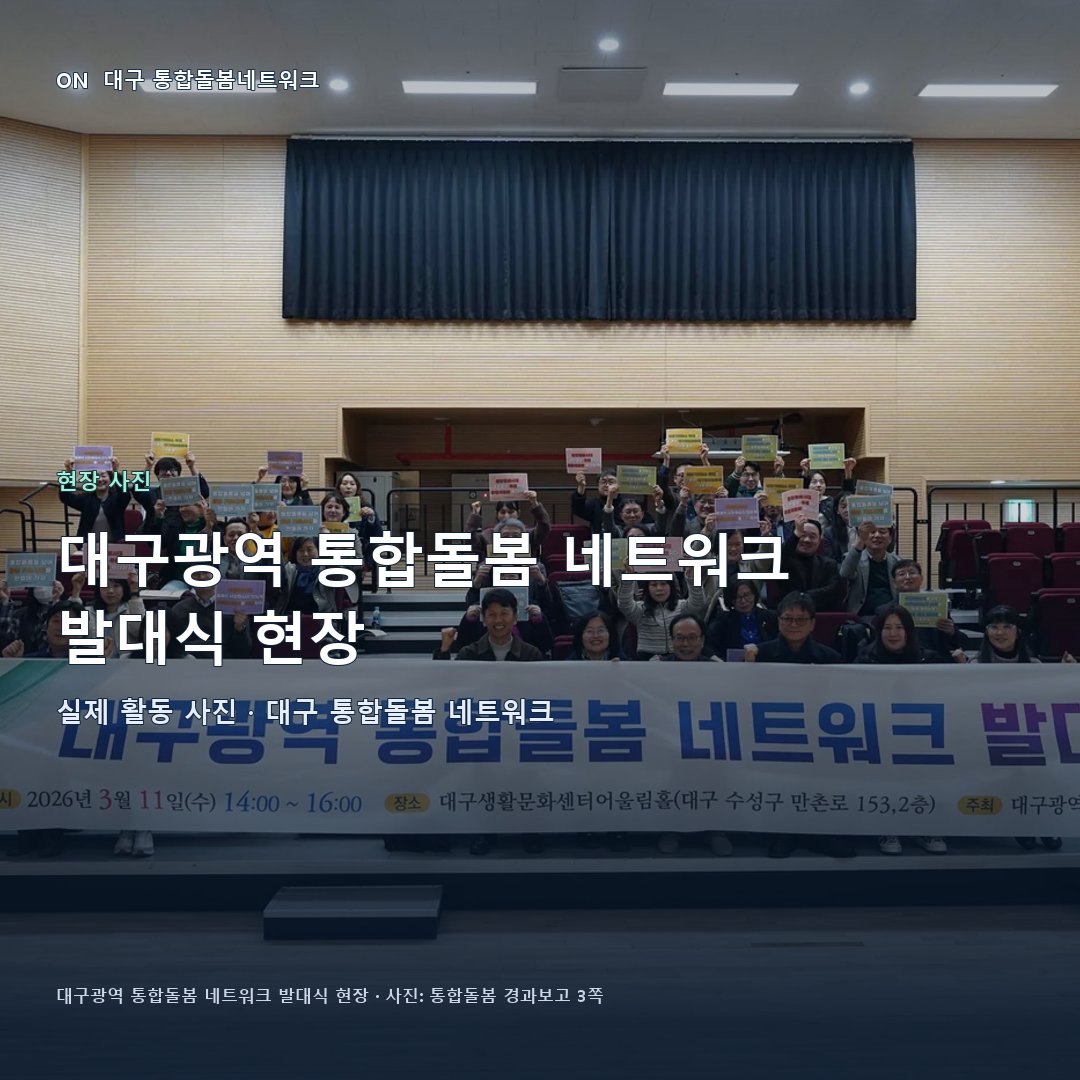 ON 대구 통합돌봄네트워크
현장 사진
대구광역 통합돌봄 네트워크
발대식 현장
실제 활동 사진 · 대구 통합돌봄 네트워크
대구광역 통합돌봄 네트워크 발대
시 2026년 3월 11일(수) 14:00 ~ 16:00 장소 대구생활문화센터어울림홀(대구 수성구 만촌로 153,2층) 주최 대구광역
대구광역 통합돌봄 네트워크 발대식 현장 · 사진: 통합돌봄 경과보고 3쪽